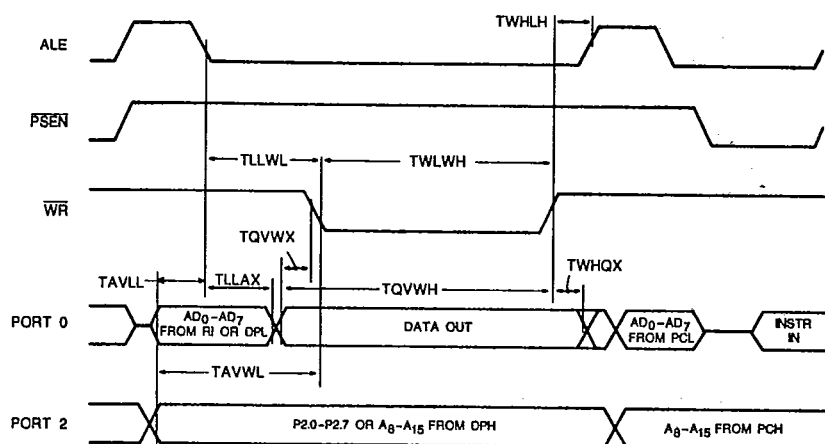 TWHLH
ALE
PSEN
TLLWL
TWLWH
WR
TQVWX
TWHQX
TAVLL
TLLAX
TQVWH
PORT 0
AD0-AD7
FROM RI OR DPL
DATA OUT
AD0-AD7
FROM PCL
INSTR
IN
TAVWL
PORT 2
P2.0-P2.7 OR A8-A15 FROM DPH
A8-A15 FROM PCH